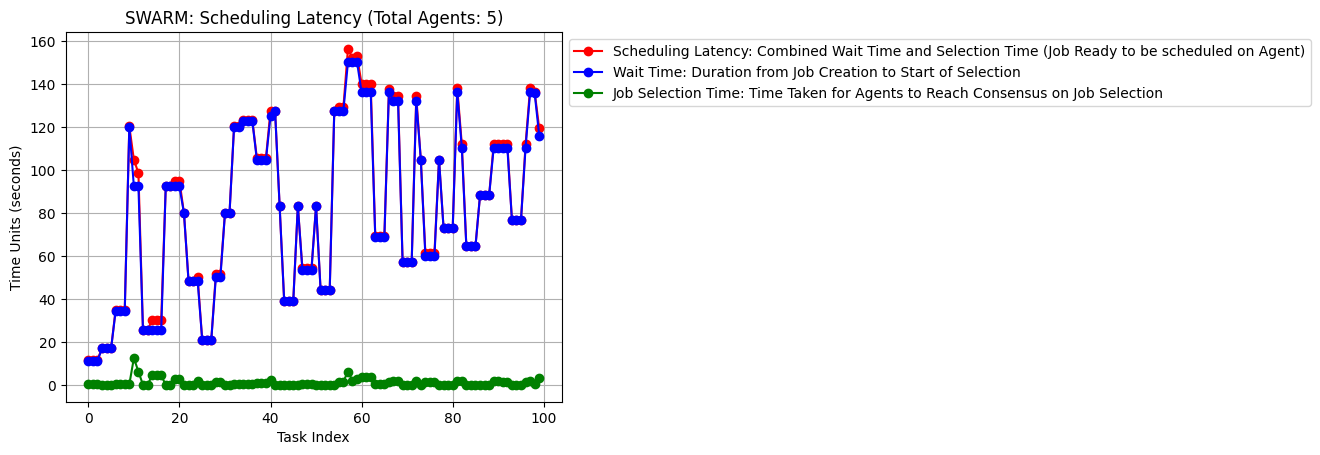 SWARM: Scheduling Latency (Total Agents: 5)
160
140
120
100
80
60
40
20
0
Time Units (seconds)
0 20 40 60 80 100
Task Index
Scheduling Latency: Combined Wait Time and Selection Time (Job Ready to be scheduled on Agent)
Wait Time: Duration from Job Creation to Start of Selection
Job Selection Time: Time Taken for Agents to Reach Consensus on Job Selection